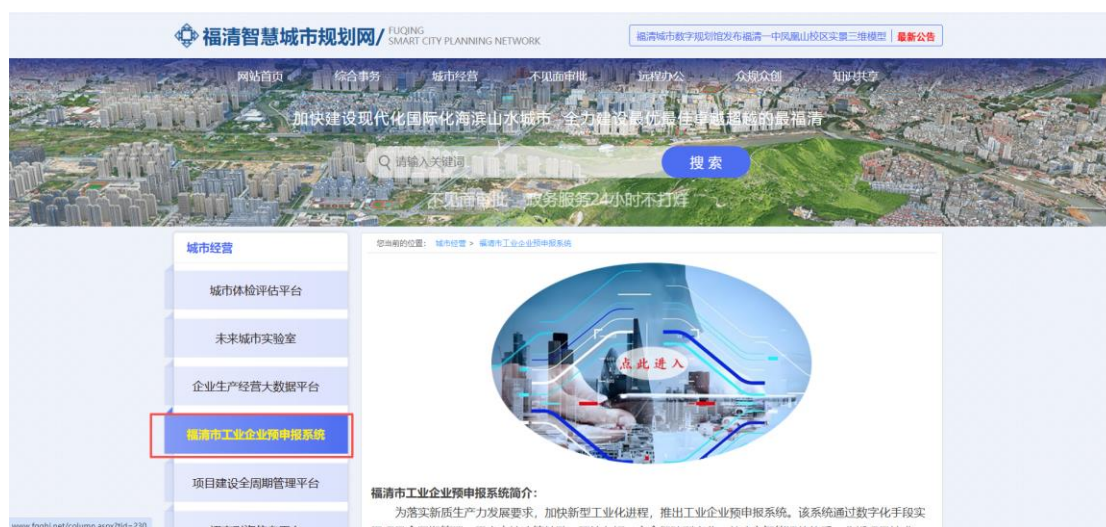 福清智慧城市规划网/ FUQING
SMART CITY PLANNING NETWORK
福清城市数字规划馆发布福清一中凤凰山校区实景三维模型 | 最新公告
网站首页 综合事务 城市经营 不见面审批 远程办公 众规众创 知识共享
加快建设现代化国际化海滨山水城市 全力建设最优最佳卓越超越的最福清
请输入关键词 搜索
不见面审批 政务服务24小时不打烊
城市经营
您当前的位置: 城市经营 > 福清市工业企业预申报系统
城市体检评估平台
未来城市实验室
点此进入
企业生产经营大数据平台
福清市工业企业预申报系统
项目建设全周期管理平台
福清市工业企业预申报系统简介:
为落实新质生产力发展要求，加快新型工业化进程，推出工业企业预申报系统。该系统通过数字化手段实